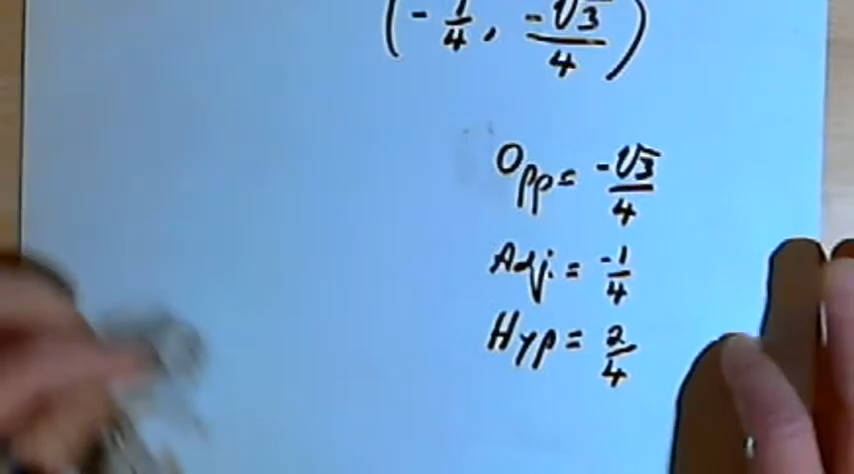 (-1/4, -√3/4)
Opp = -√3/4
Adj. = -1/4
Hyp = 2/4